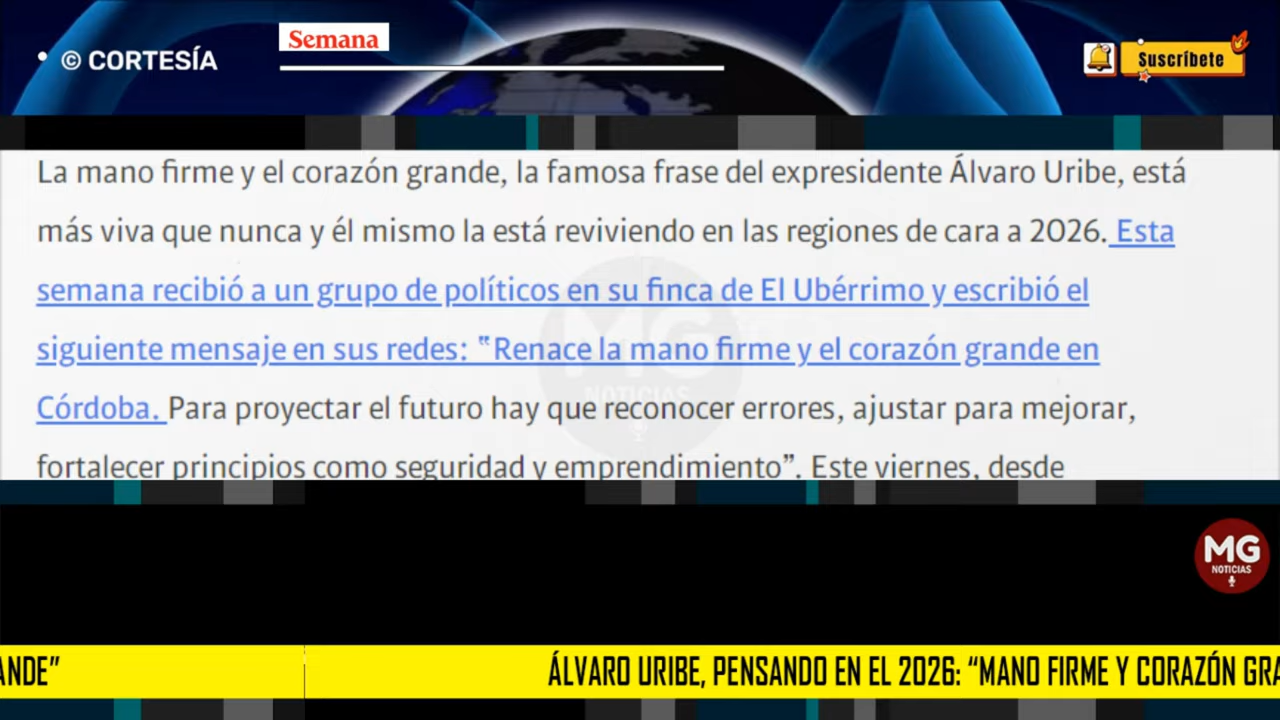 © CORTESÍA
Semana
Suscríbete
La mano firme y el corazón grande, la famosa frase del expresidente Álvaro Uribe, está
más viva que nunca y él mismo la está reviviendo en las regiones de cara a 2026. Esta
semana recibió a un grupo de políticos en su finca de El Ubérrimo y escribió el
siguiente mensaje en sus redes: “Renace la mano firme y el corazón grande en
Córdoba. Para proyectar el futuro hay que reconocer errores, ajustar para mejorar,
fortalecer principios como seguridad y emprendimiento”. Este viernes, desde
MG
NOTICIAS
MG
NOTICIAS
ANDE”
ÁLVARO URIBE, PENSANDO EN EL 2026: “MANO FIRME Y CORAZÓN GRA